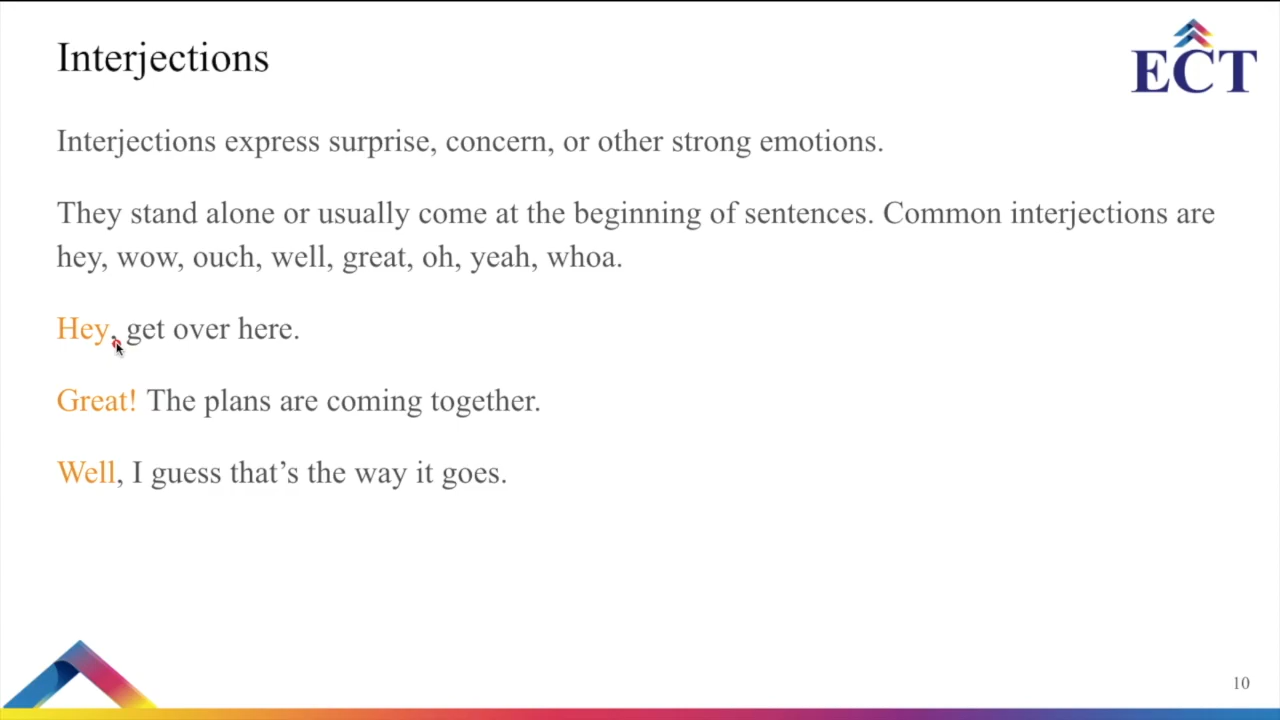 Interjections
ECT
Interjections express surprise, concern, or other strong emotions.
They stand alone or usually come at the beginning of sentences. Common interjections are
hey, wow, ouch, well, great, oh, yeah, whoa.
Hey, get over here.
Great! The plans are coming together.
Well, I guess that’s the way it goes.
10